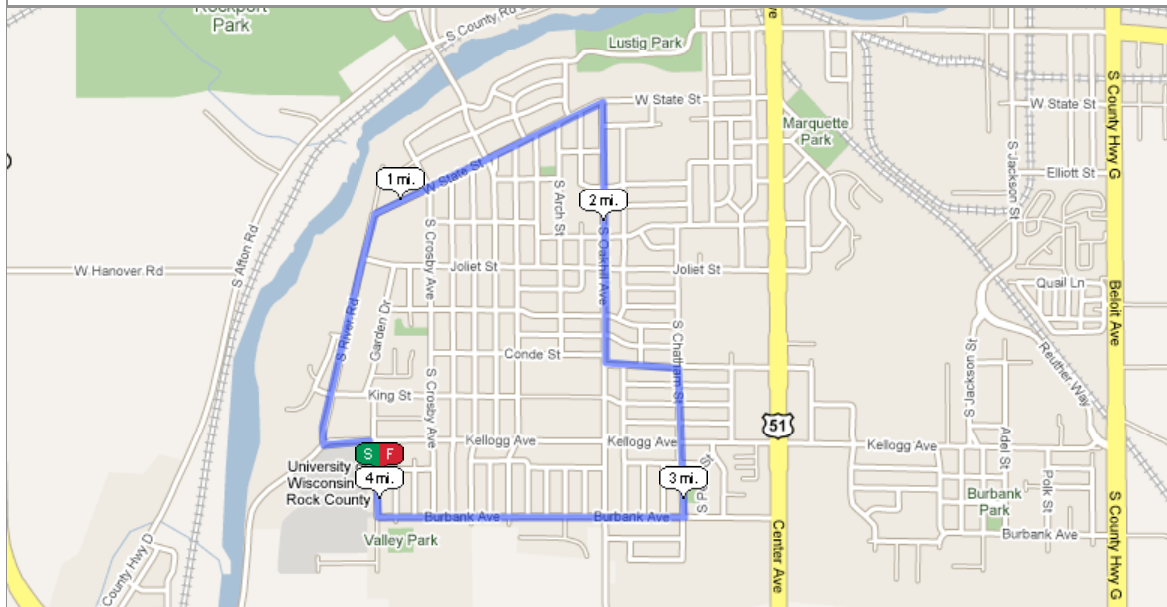 Rockport
Park
S County Rd D
Ave
Lustig Park
W State St
Marquette
Park
W State St
S County Hwy G
S Jackson St
Elliott St
1 mi.
W State St
S Arch St
2 mi.
S Crosby Ave
S Oakhill Ave
S Afton Rd
W Hanover Rd
Joliet St
Joliet St
Quail Ln
Beloit Ave
Garden Dr
S River Rd
S Chatham St
Conde St
Reuther Way
S Jackson St
King St
S Crosby Ave
51
Kellogg Ave
Kellogg Ave
Kellogg Ave
Adel St
S F
University
Wisconsin
Rock County
4 mi.
3 mi.
Polk St
Burbank
Park
S County Hwy G
Burbank Ave
Burbank Ave
Center Ave
Burbank Ave
Valley Park
County Hwy D